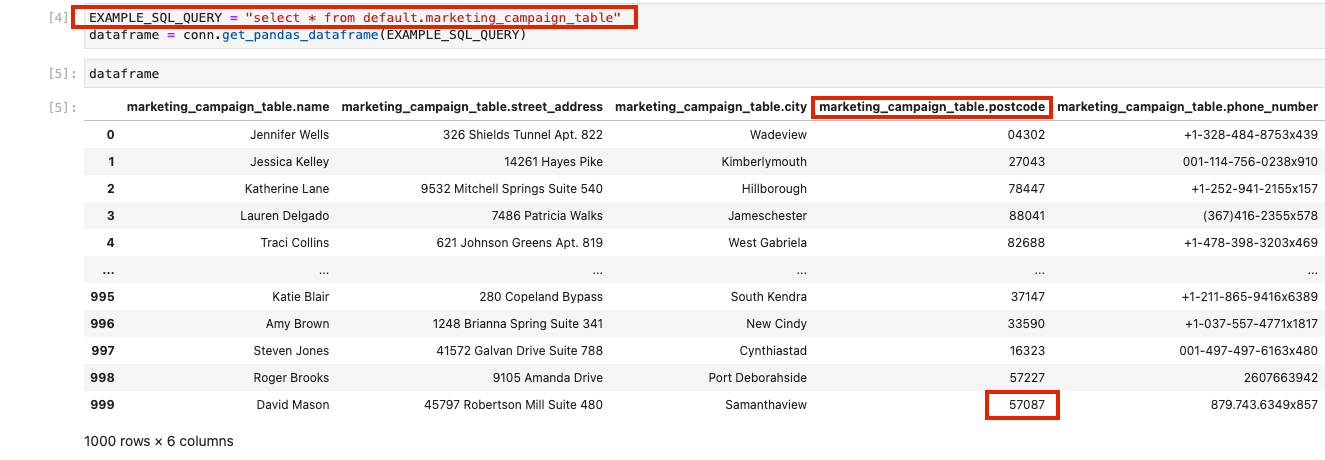 [4]: EXAMPLE_SQL_QUERY = "select * from default.marketing_campaign_table"
dataframe = conn.get_pandas_dataframe(EXAMPLE_SQL_QUERY)
[5]: dataframe
[5]: marketing_campaign_table.name marketing_campaign_table.street_address marketing_campaign_table.city marketing_campaign_table.postcode marketing_campaign_table.phone_number
0 Jennifer Wells 326 Shields Tunnel Apt. 822 Wadeview 04302 +1-328-484-8753x439
1 Jessica Kelley 14261 Hayes Pike Kimberlymouth 27043 001-114-756-0238x910
2 Katherine Lane 9532 Mitchell Springs Suite 540 Hillborough 78447 +1-252-941-2155x157
3 Lauren Delgado 7486 Patricia Walks Jameschester 88041 (367)416-2355x578
4 Traci Collins 621 Johnson Greens Apt. 819 West Gabriela 82688 +1-478-398-3203x469
... ... ... ... ... ...
995 Katie Blair 280 Copeland Bypass South Kendra 37147 +1-211-865-9416x6389
996 Amy Brown 1248 Brianna Spring Suite 341 New Cindy 33590 +1-037-557-4771x1817
997 Steven Jones 41572 Galvan Drive Suite 788 Cynthiastad 16323 001-497-497-6163x480
998 Roger Brooks 9105 Amanda Drive Port Deborahside 57227 2607663942
999 David Mason 45797 Robertson Mill Suite 480 Samanthaview 57087 879.743.6349x857
1000 rows × 6 columns